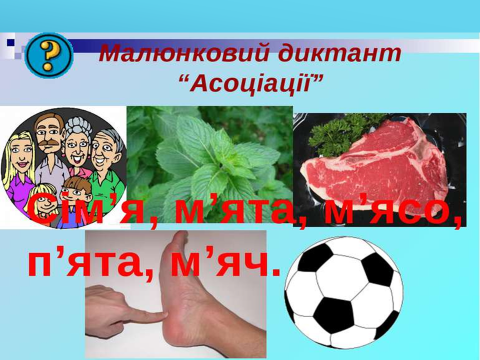 Малюнковий диктант
“Асоціації”
Сім’я, м’ята, м’ясо,
п’ята, м’яч.